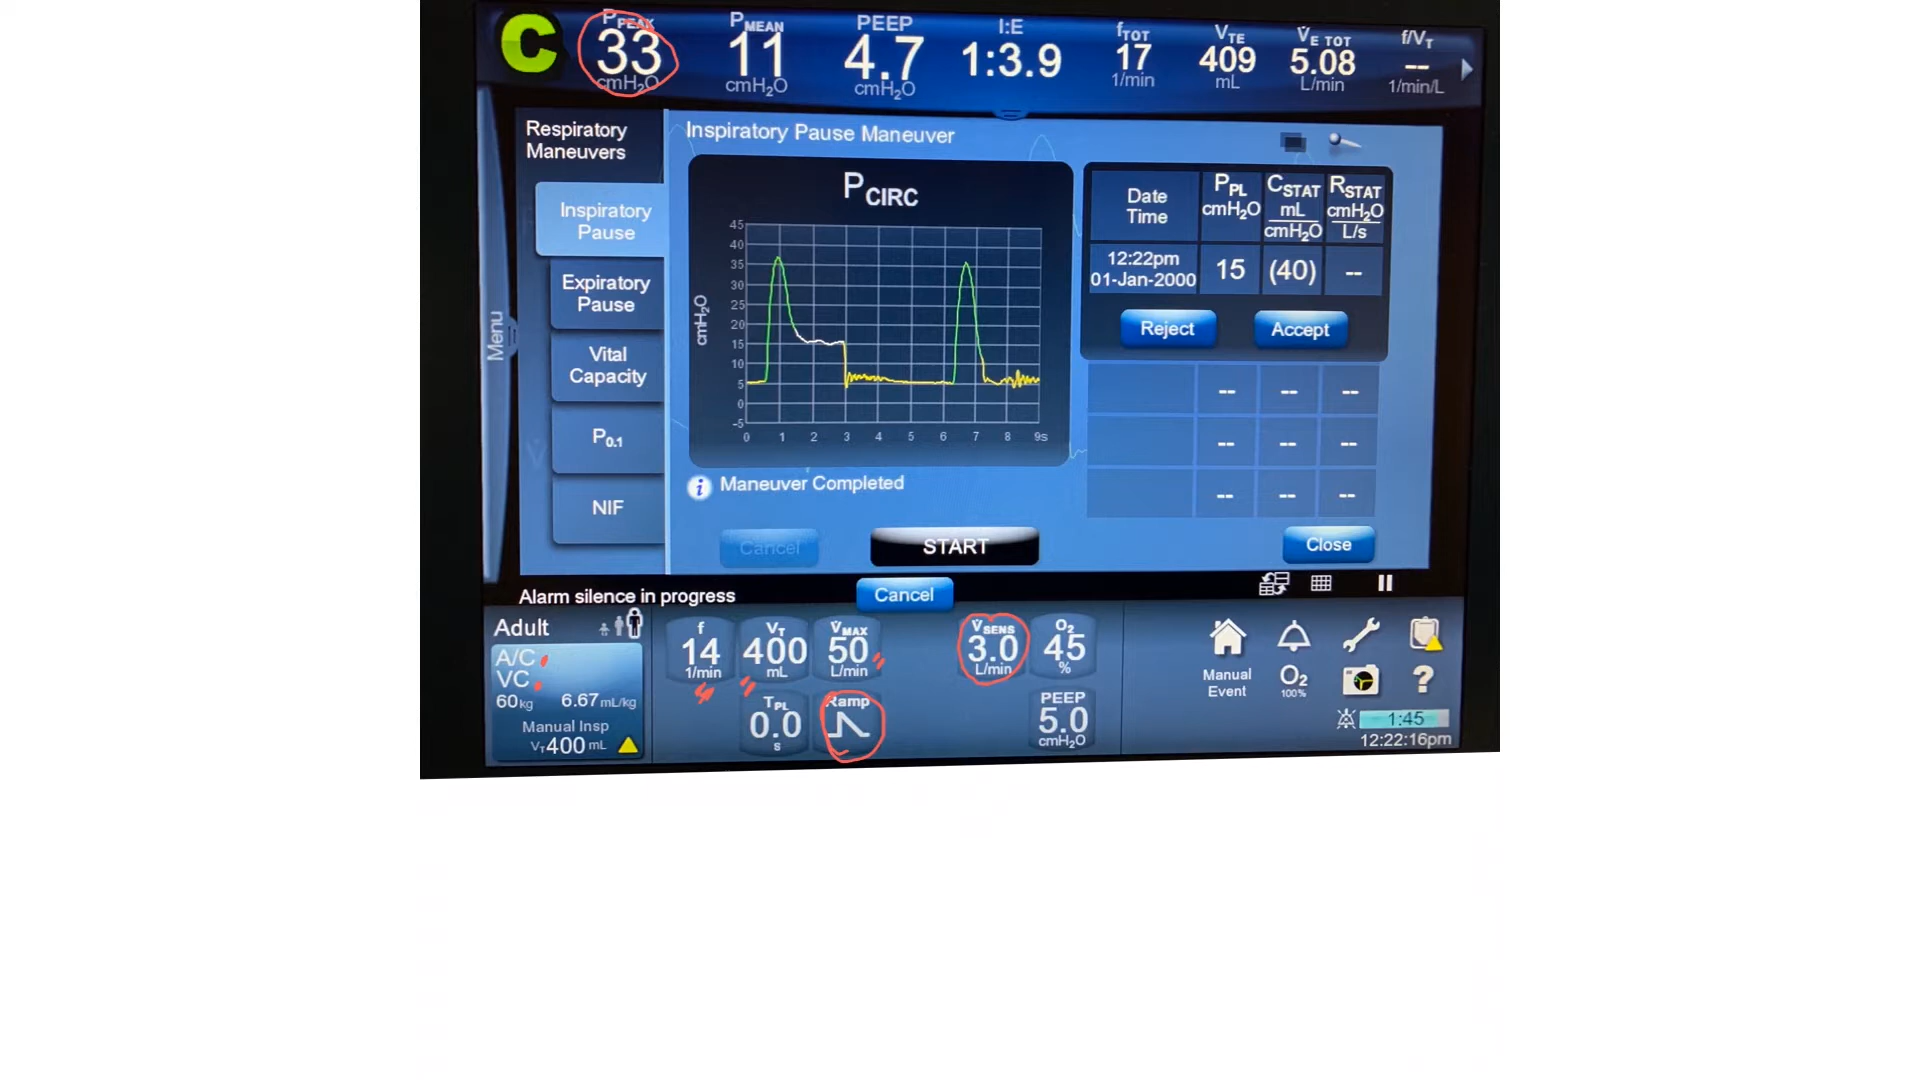 C
PPEAK
33
cmH2O
PMEAN
11
cmH2O
PEEP
4.7
cmH2O
I:E
1:3.9
fTOT
17
1/min
VTE
409
mL
V̇E TOT
5.08
L/min
f/VT
--
1/min/L
Menu
Respiratory
Maneuvers
Inspiratory
Pause
Expiratory
Pause
Vital
Capacity
P0.1
NIF
Inspiratory Pause Maneuver
PCIRC
cmH2O
45
40
35
30
25
20
15
10
5
0
-5
0 1 2 3 4 5 6 7 8 9s
Maneuver Completed
Cancel
START
Date
Time
PPL
cmH2O
CSTAT
mL
cmH2O
RSTAT
cmH2O
L/s
12:22pm
01-Jan-2000
15
(40)
--
Reject
Accept
-- -- --
-- -- --
-- -- --
Close
Alarm silence in progress
Cancel
Adult
A/C
VC
60kg 6.67mL/kg
Manual Insp
VT400 mL
f
14
1/min
VT
400
mL
V̇MAX
50
L/min
V̇SENS
3.0
L/min
O2
45
%
TPL
0.0
s
Ramp
PEEP
5.0
cmH2O
Manual
Event
O2
100%
?
1:45
12:22:16pm